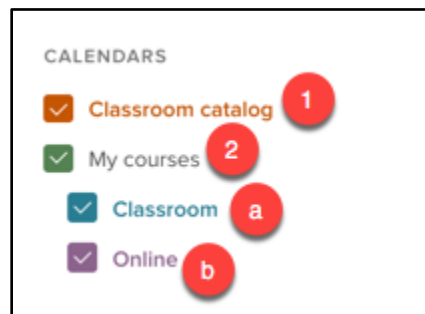 CALENDARS
Classroom catalog 1
My courses 2
Classroom a
Online b